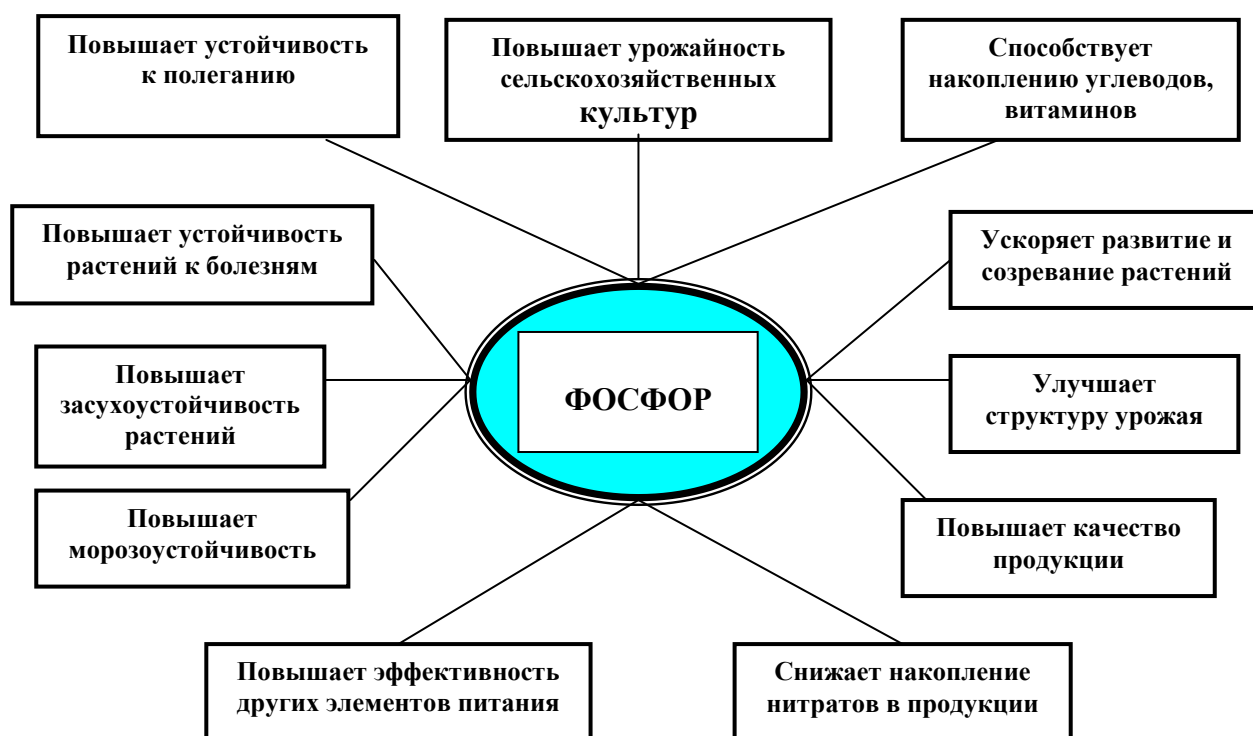 Повышает устойчивость
к полеганию
Повышает урожайность
сельскохозяйственных
культур
Способствует
накоплению углеводов,
витаминов
Повышает устойчивость
растений к болезням
Ускоряет развитие и
созревание растений
Повышает
засухоустойчивость
растений
ФОСФОР
Улучшает
структуру урожая
Повышает
морозоустойчивость
Повышает качество
продукции
Повышает эффективность
других элементов питания
Снижает накопление
нитратов в продукции